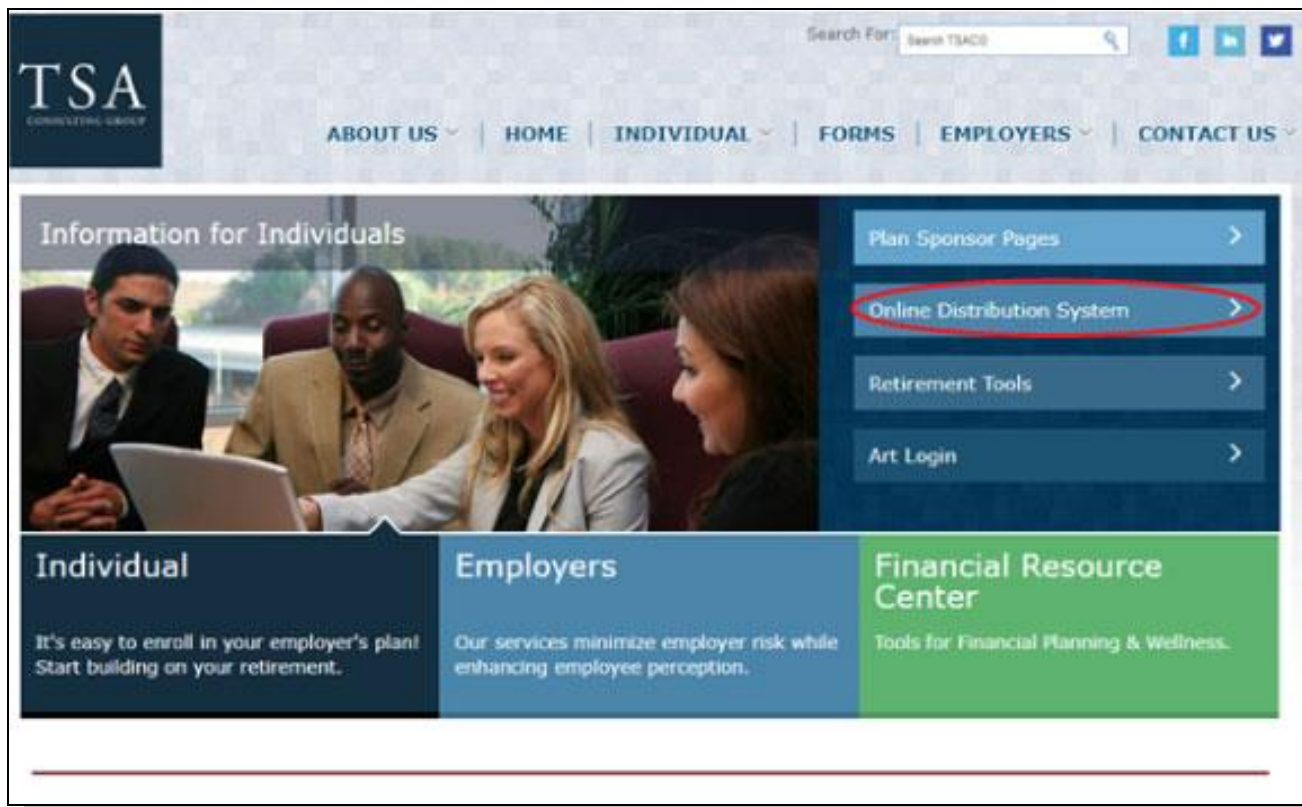 Search For: Search TSACG
TSA
CONSULTING GROUP
ABOUT US | HOME | INDIVIDUAL | FORMS | EMPLOYERS | CONTACT US
Information for Individuals
Plan Sponsor Pages
Online Distribution System
Retirement Tools
Art Login
Individual
It's easy to enroll in your employer's plan!
Start building on your retirement.
Employers
Our services minimize employer risk while
enhancing employee perception.
Financial Resource
Center
Tools for Financial Planning & Wellness.